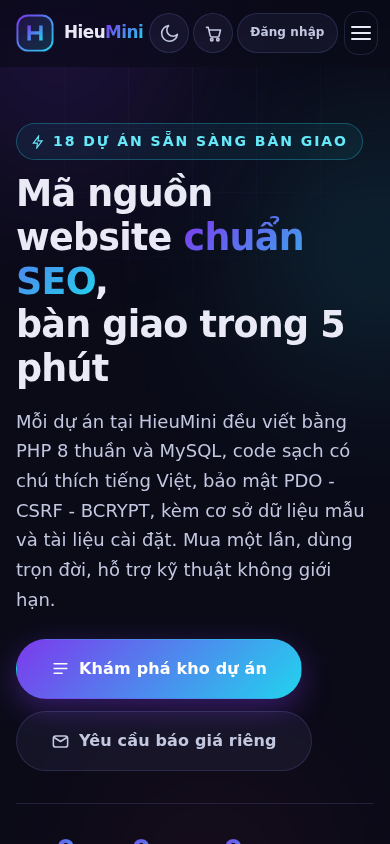 HieuMini
Đăng nhập
18 DỰ ÁN SẴN SÀNG BÀN GIAO
Mã nguồn
website chuẩn
SEO,
bàn giao trong 5
phút
Mỗi dự án tại HieuMini đều viết bằng
PHP 8 thuần và MySQL, code sạch có
chú thích tiếng Việt, bảo mật PDO -
CSRF - BCRYPT, kèm cơ sở dữ liệu mẫu
và tài liệu cài đặt. Mua một lần, dùng
trọn đời, hỗ trợ kỹ thuật không giới
hạn.
Khám phá kho dự án
Yêu cầu báo giá riêng